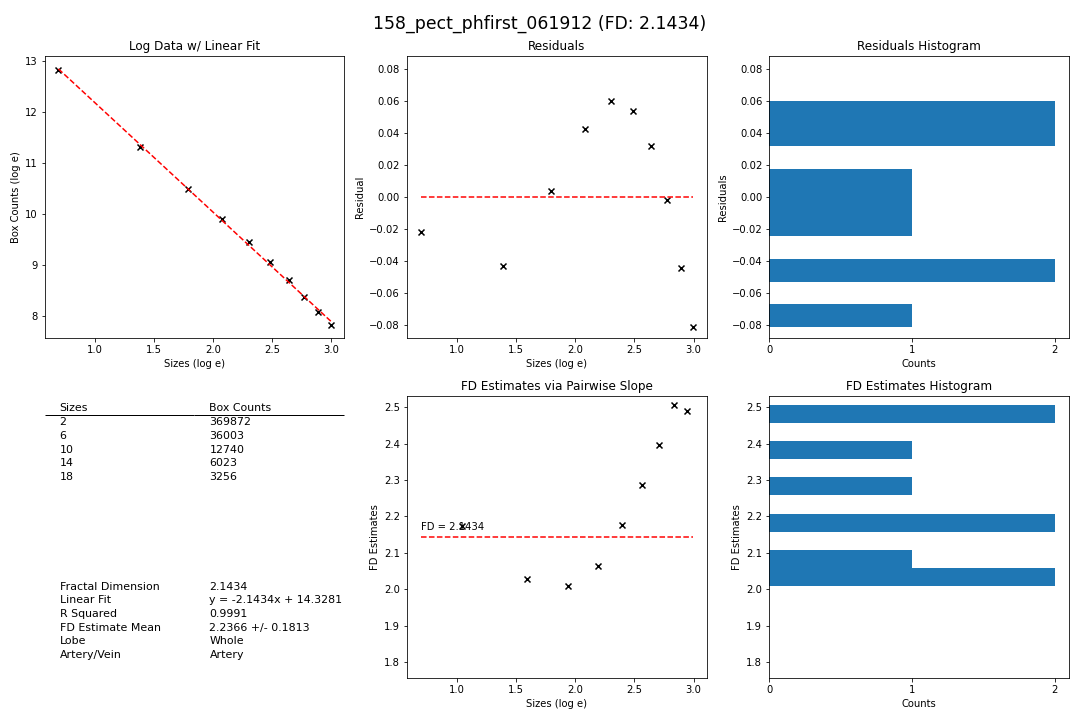 158_pect_phfirst_061912 (FD: 2.1434)
Log Data w/ Linear Fit
13
12
11
10
9
8
Box Counts (log e)
1.0 1.5 2.0 2.5 3.0
Sizes (log e)
Residuals
0.08
0.06
0.04
0.02
0.00
−0.02
−0.04
−0.06
−0.08
Residual
1.0 1.5 2.0 2.5 3.0
Sizes (log e)
Residuals Histogram
0.08
0.06
0.04
0.02
0.00
−0.02
−0.04
−0.06
−0.08
Residuals
0 1 2
Counts
Sizes Box Counts
2 369872
6 36003
10 12740
14 6023
18 3256
Fractal Dimension 2.1434
Linear Fit y = -2.1434x + 14.3281
R Squared 0.9991
FD Estimate Mean 2.2366 +/- 0.1813
Lobe Whole
Artery/Vein Artery
FD Estimates via Pairwise Slope
2.5
2.4
2.3
2.2
2.1
2.0
1.9
1.8
FD Estimates
FD = 2.1434
1.0 1.5 2.0 2.5 3.0
Sizes (log e)
FD Estimates Histogram
2.5
2.4
2.3
2.2
2.1
2.0
1.9
1.8
FD Estimates
0 1 2
Counts